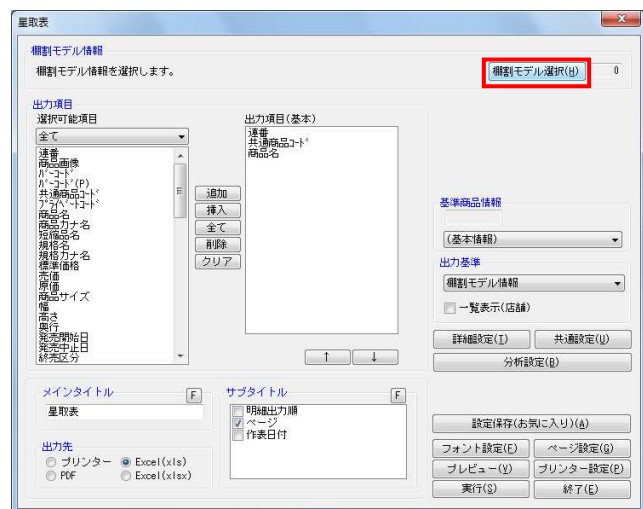 星取表
棚割モデル情報
棚割モデル情報を選択します。
棚割モデル選択(H)
0
出力項目
選択可能項目
全て
連番
商品画像
バーコード
バーコード(P)
共通商品コード
プライベートコード
商品名
商品カナ名
短縮品名
規格名
規格カナ名
標準価格
売価
原価
商品サイズ
幅
高さ
奥行
発売開始日
発売中止日
終売区分
追加
挿入
全て
削除
クリア
出力項目(基本)
連番
共通商品コード
商品名
↑
↓
基準商品情報
(基本情報)
出力基準
棚割モデル情報
一覧表示(店舗)
詳細設定(I)
共通設定(U)
分析設定(B)
メインタイトル
F
星取表
出力先
プリンター
Excel(xls)
PDF
Excel(xlsx)
サブタイトル
F
明細出力順
ページ
作表日付
設定保存(お気に入り)(A)
フォント設定(F)
ページ設定(G)
プレビュー(V)
プリンター設定(P)
実行(S)
終了(E)